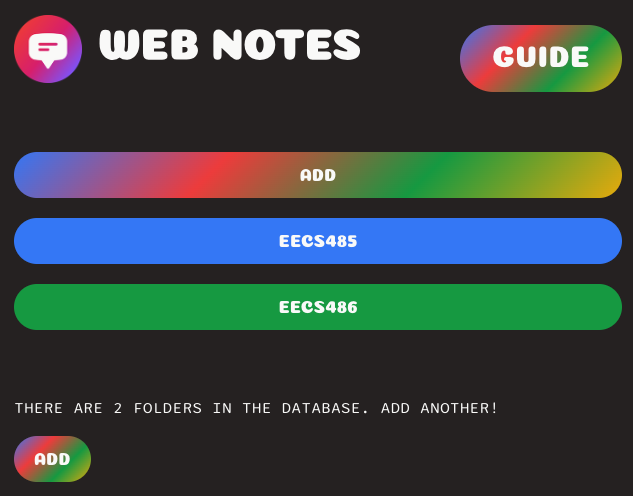 WEB NOTES
GUIDE
ADD
EECS485
EECS486
THERE ARE 2 FOLDERS IN THE DATABASE. ADD ANOTHER!
ADD